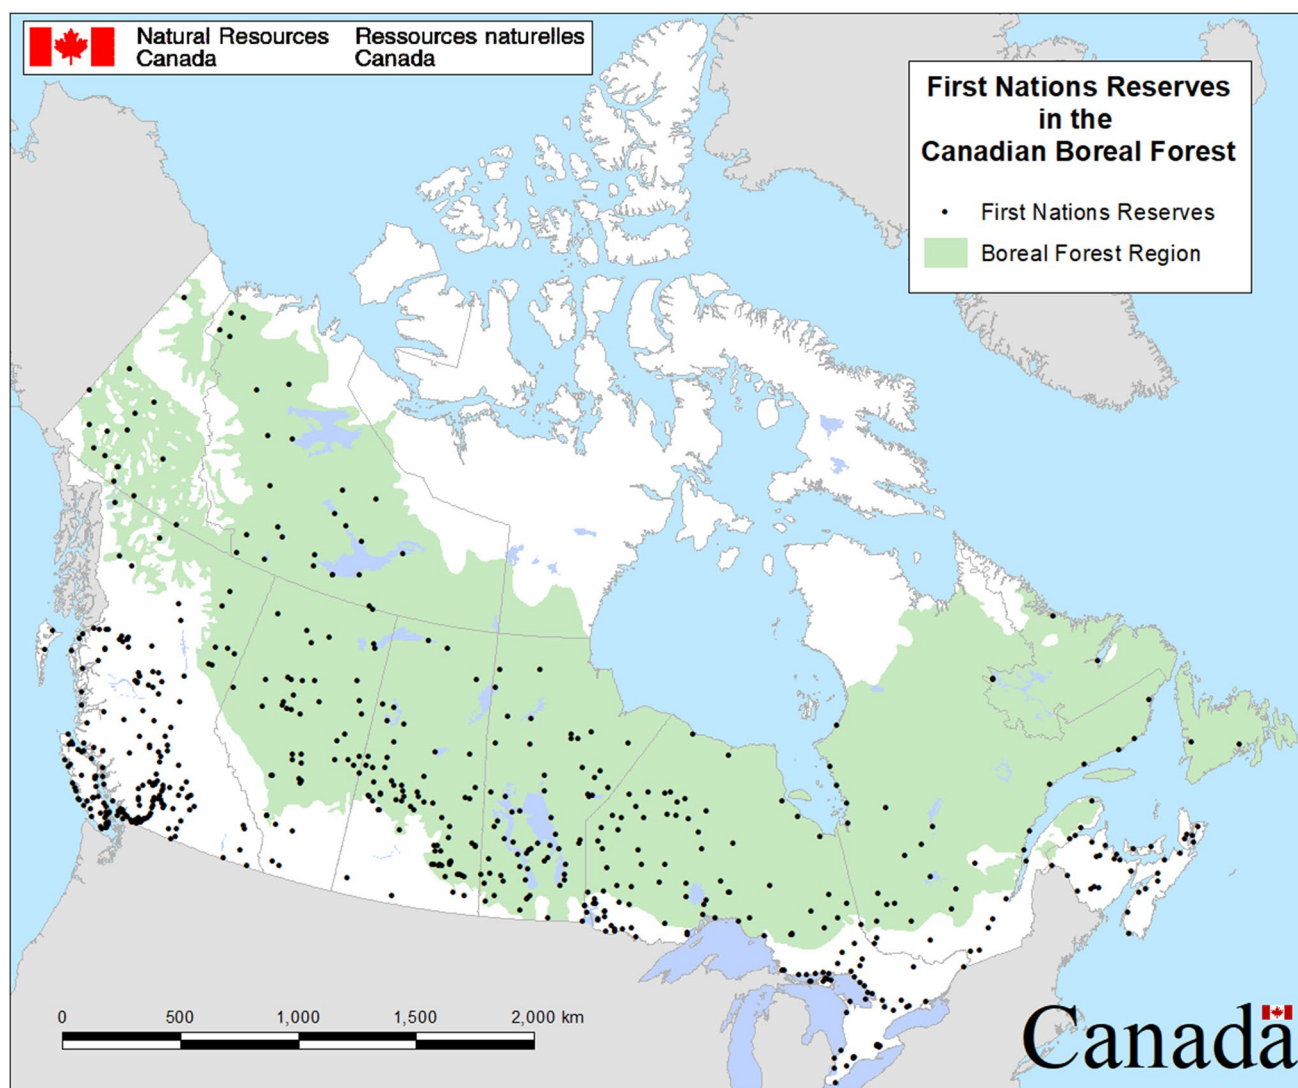 Natural Resources Ressources naturelles
Canada Canada
First Nations Reserves
in the
Canadian Boreal Forest
First Nations Reserves
Boreal Forest Region
0 500 1,000 1,500 2,000 km
Canada